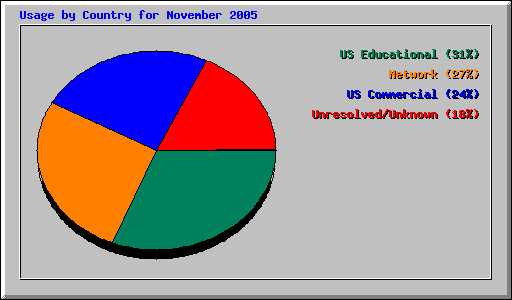 Usage by Country for November 2005
US Educational (31%)
Network (27%)
US Commercial (24%)
Unresolved/Unknown (18%)